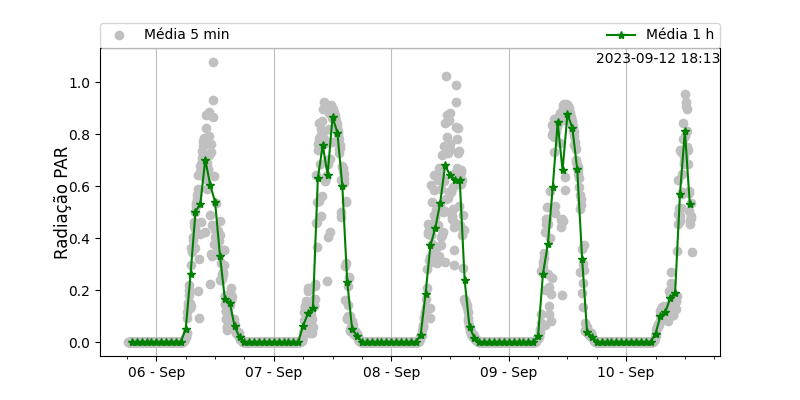 Média 5 min
Média 1 h
2023-09-12 18:13
Radiação PAR
1.0
0.8
0.6
0.4
0.2
0.0
06 - Sep
07 - Sep
08 - Sep
09 - Sep
10 - Sep